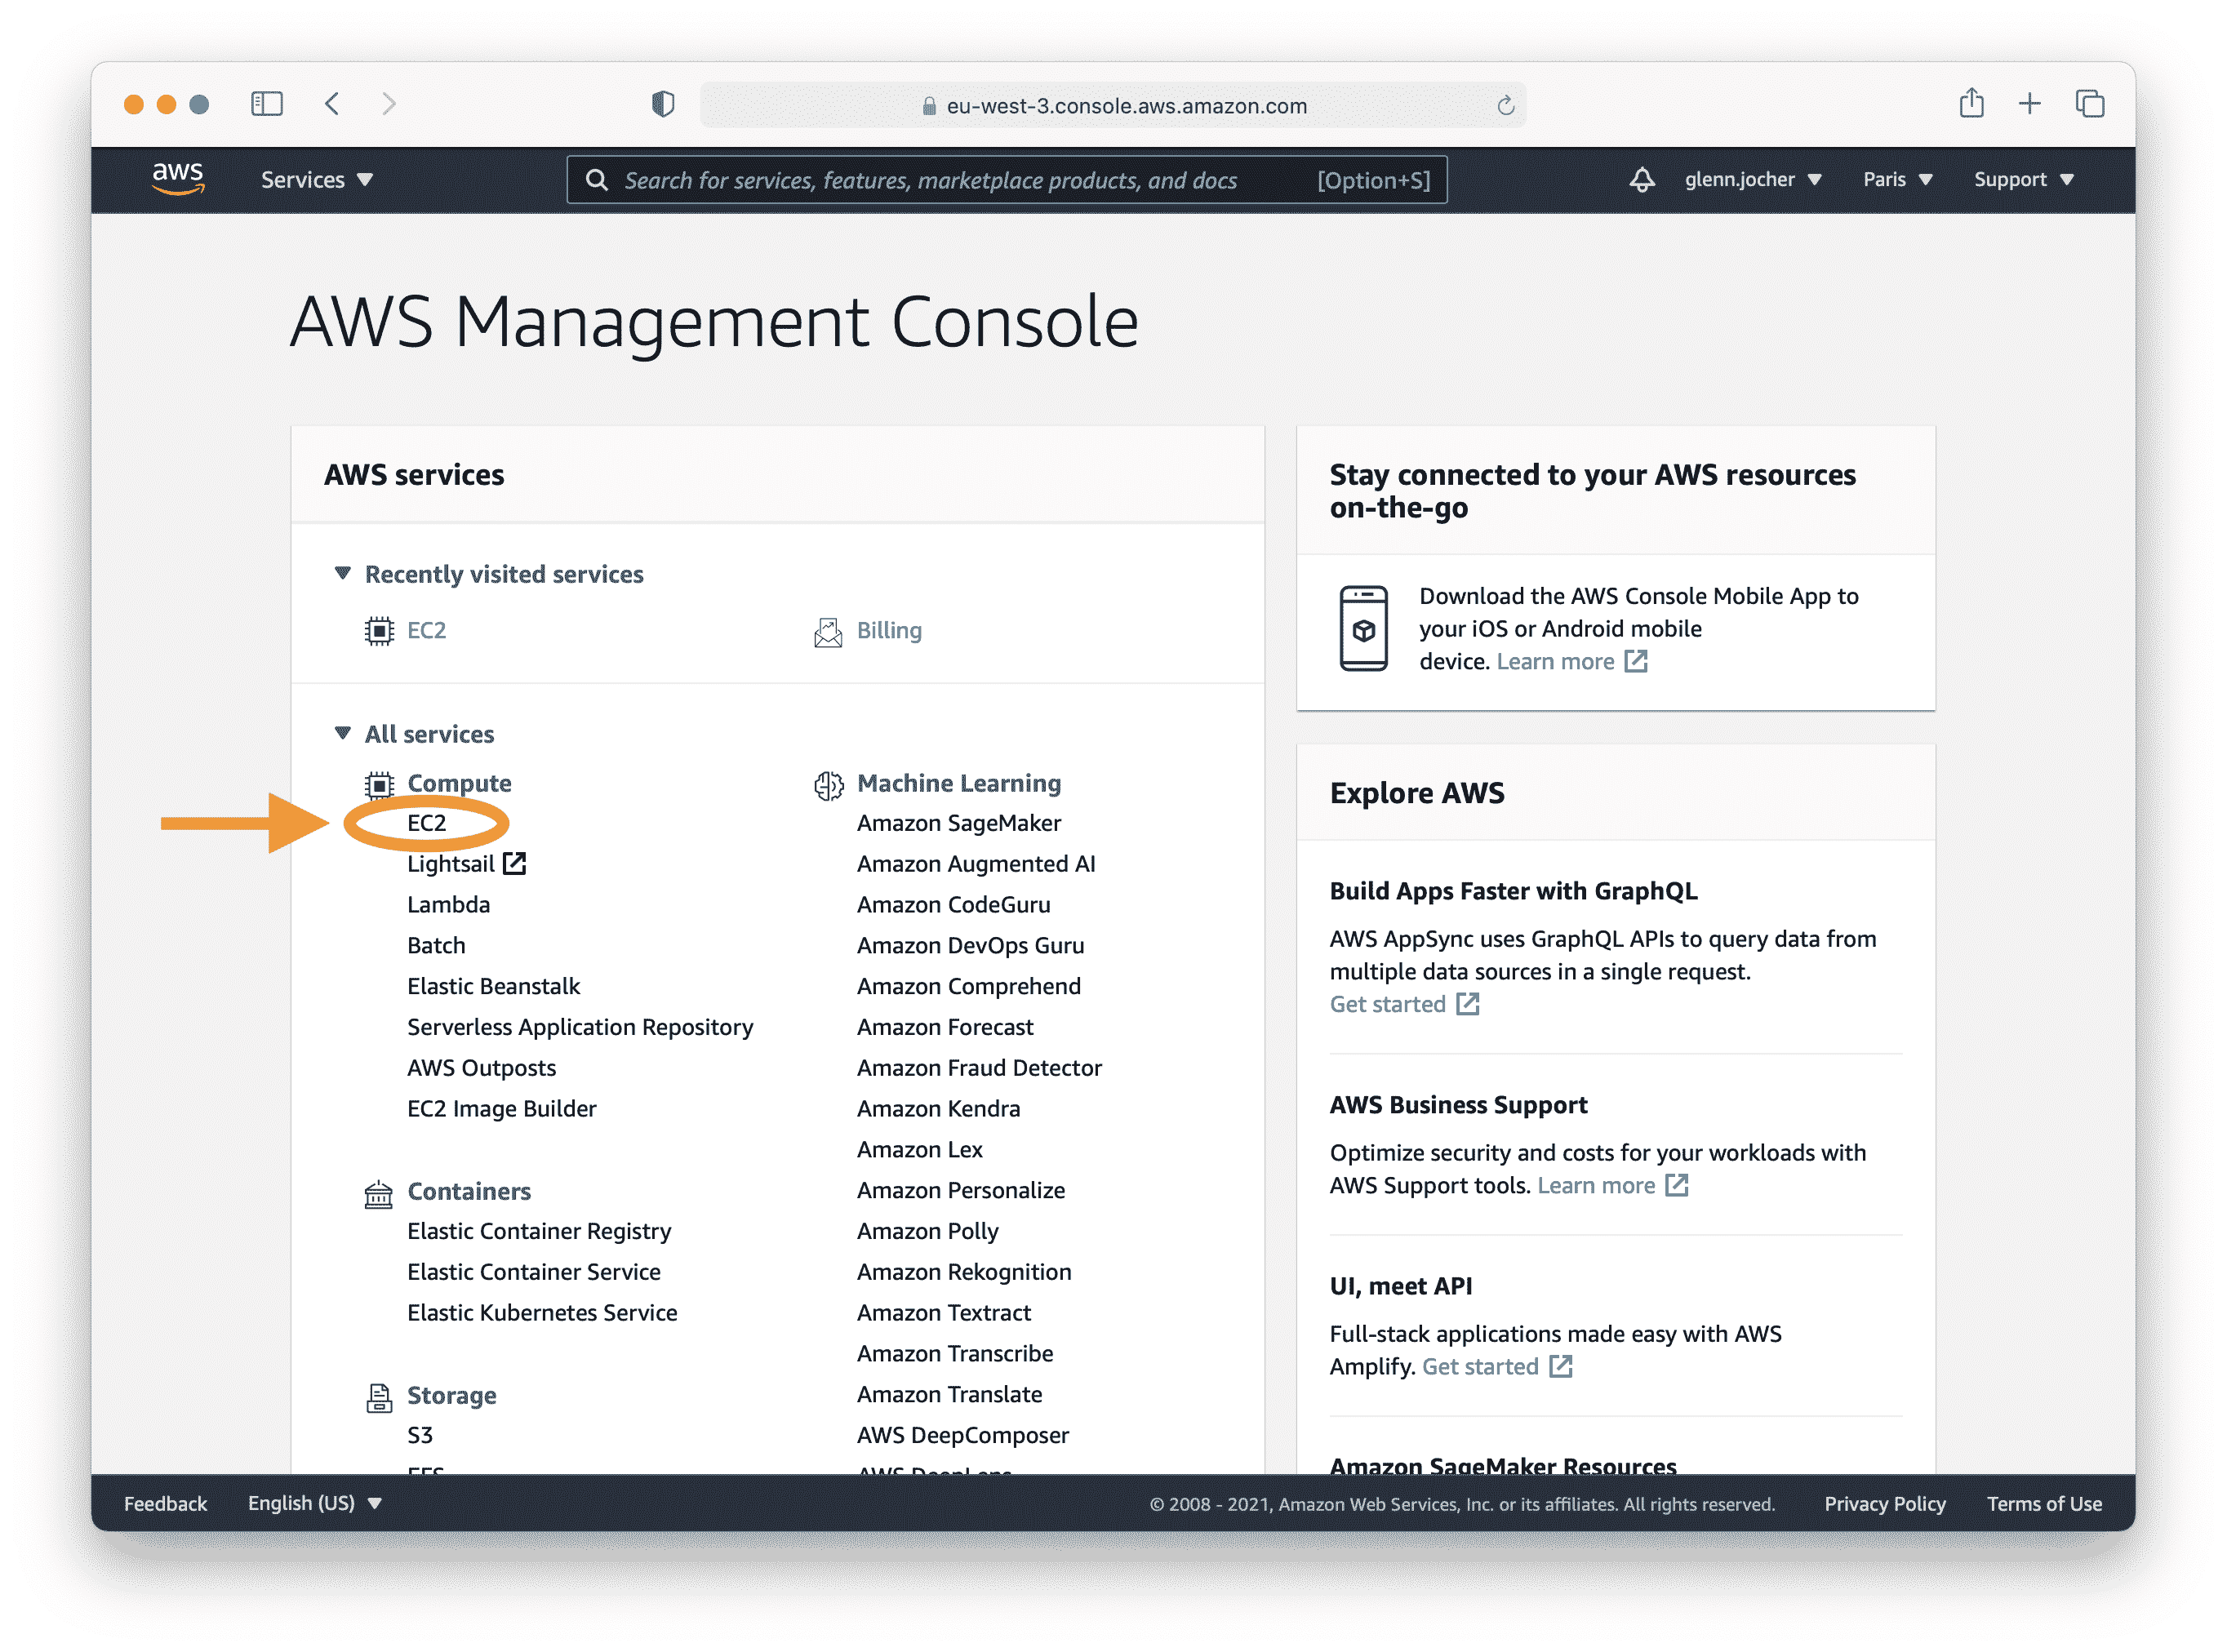 eu-west-3.console.aws.amazon.com
aws
Services
Search for services, features, marketplace products, and docs
[Option+S]
glenn.jocher
Paris
Support
AWS Management Console
AWS services
Recently visited services
EC2
Billing
All services
Compute
EC2
Lightsail
Lambda
Batch
Elastic Beanstalk
Serverless Application Repository
AWS Outposts
EC2 Image Builder
Containers
Elastic Container Registry
Elastic Container Service
Elastic Kubernetes Service
Storage
S3
EFS
Machine Learning
Amazon SageMaker
Amazon Augmented AI
Amazon CodeGuru
Amazon DevOps Guru
Amazon Comprehend
Amazon Forecast
Amazon Fraud Detector
Amazon Kendra
Amazon Lex
Amazon Personalize
Amazon Polly
Amazon Rekognition
Amazon Textract
Amazon Transcribe
Amazon Translate
AWS DeepComposer
AWS DeepLens
Stay connected to your AWS resources
on-the-go
Download the AWS Console Mobile App to
your iOS or Android mobile
device. Learn more
Explore AWS
Build Apps Faster with GraphQL
AWS AppSync uses GraphQL APIs to query data from
multiple data sources in a single request.
Get started
AWS Business Support
Optimize security and costs for your workloads with
AWS Support tools. Learn more
UI, meet API
Full-stack applications made easy with AWS
Amplify. Get started
Amazon SageMaker Resources
Feedback
English (US)
© 2008 - 2021, Amazon Web Services, Inc. or its affiliates. All rights reserved.
Privacy Policy
Terms of Use